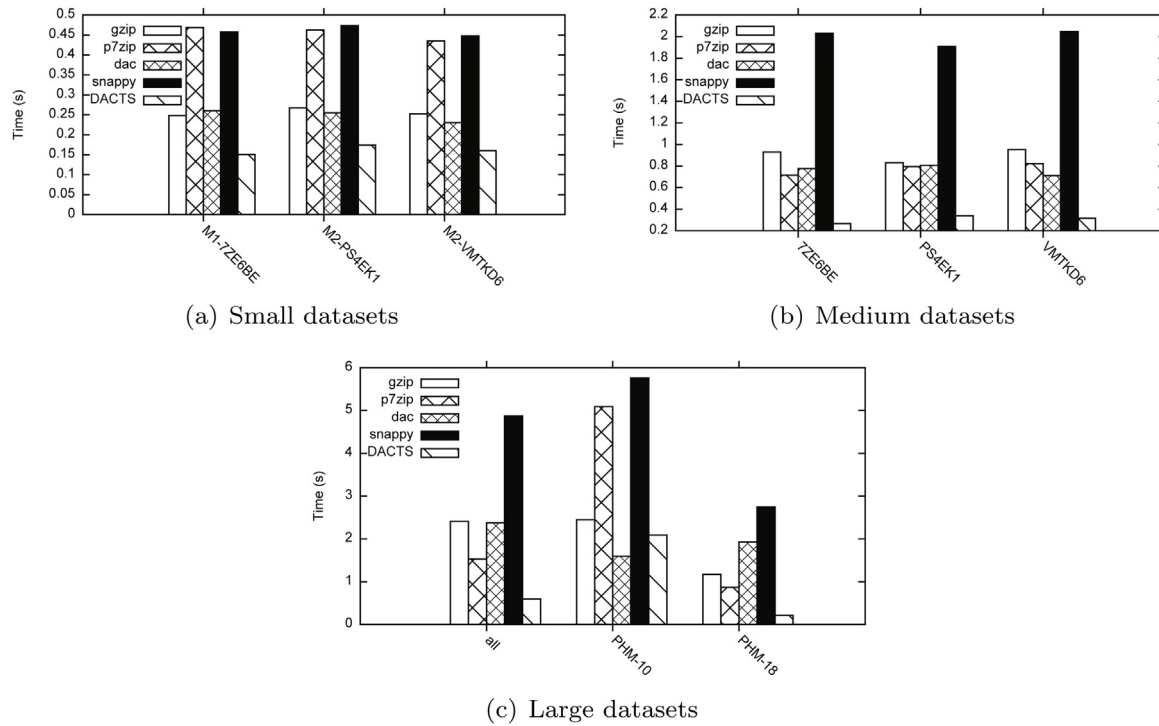 0.5
0.45
0.4
0.35
0.3
0.25
0.2
0.15
0.1
0.05
0
Time (s)
gzip
p7zip
dac
snappy
DACTS
M1-7ZE6BE
M2-PS4EK1
M2-VMTKD6
(a) Small datasets
2.2
2
1.8
1.6
1.4
1.2
1
0.8
0.6
0.4
0.2
Time (s)
gzip
p7zip
dac
snappy
DACTS
7ZE6BE
PS4EK1
VMTKD6
(b) Medium datasets
6
5
4
3
2
1
0
Time (s)
gzip
p7zip
dac
snappy
DACTS
all
PHM-10
PHM-18
(c) Large datasets